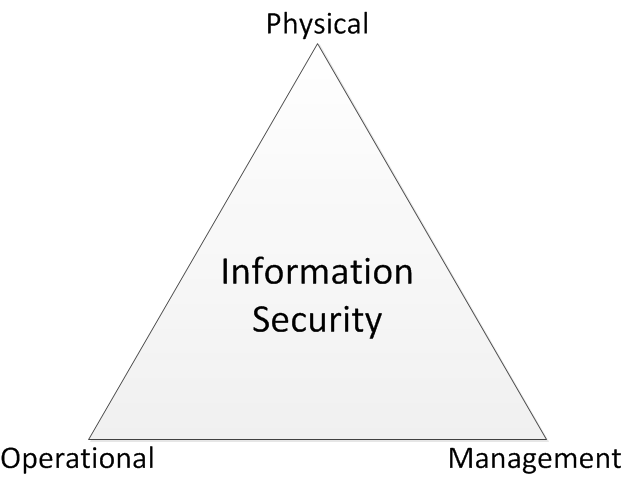 Physical
Information
Security
Operational
Management